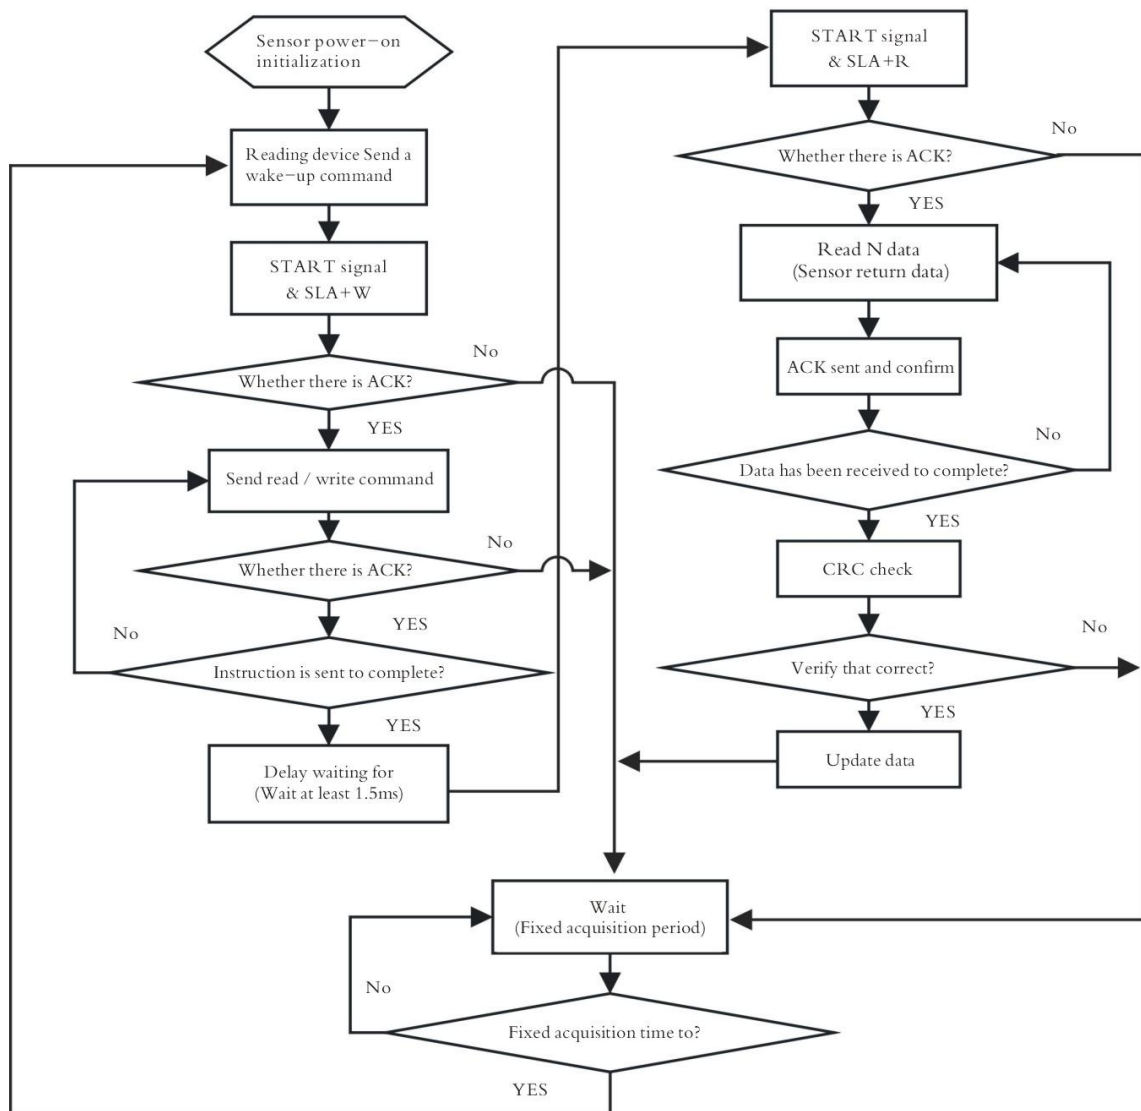 Sensor power-on
initialization
Reading device Send a
wake-up command
START signal
& SLA+W
Whether there is ACK?
No
YES
Send read / write command
Whether there is ACK?
No
YES
Instruction is sent to complete?
No
YES
Delay waiting for
(Wait at least 1.5ms)
START signal
& SLA+R
Whether there is ACK?
No
YES
Read N data
(Sensor return data)
ACK sent and confirm
Data has been received to complete?
No
YES
CRC check
Verify that correct?
No
YES
Update data
Wait
(Fixed acquisition period)
No
Fixed acquisition time to?
YES